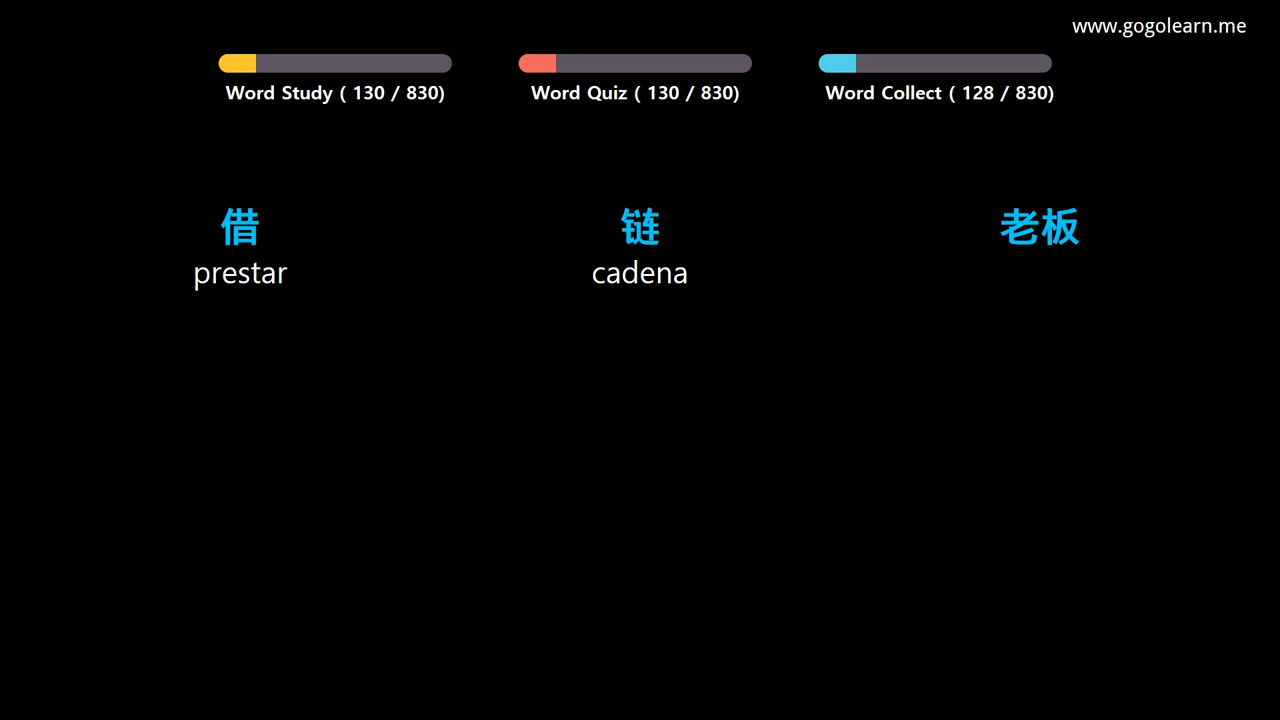 www.gogolearn.me
Word Study ( 130 / 830)
Word Quiz ( 130 / 830)
Word Collect ( 128 / 830)
借
prestar
链
cadena
老板